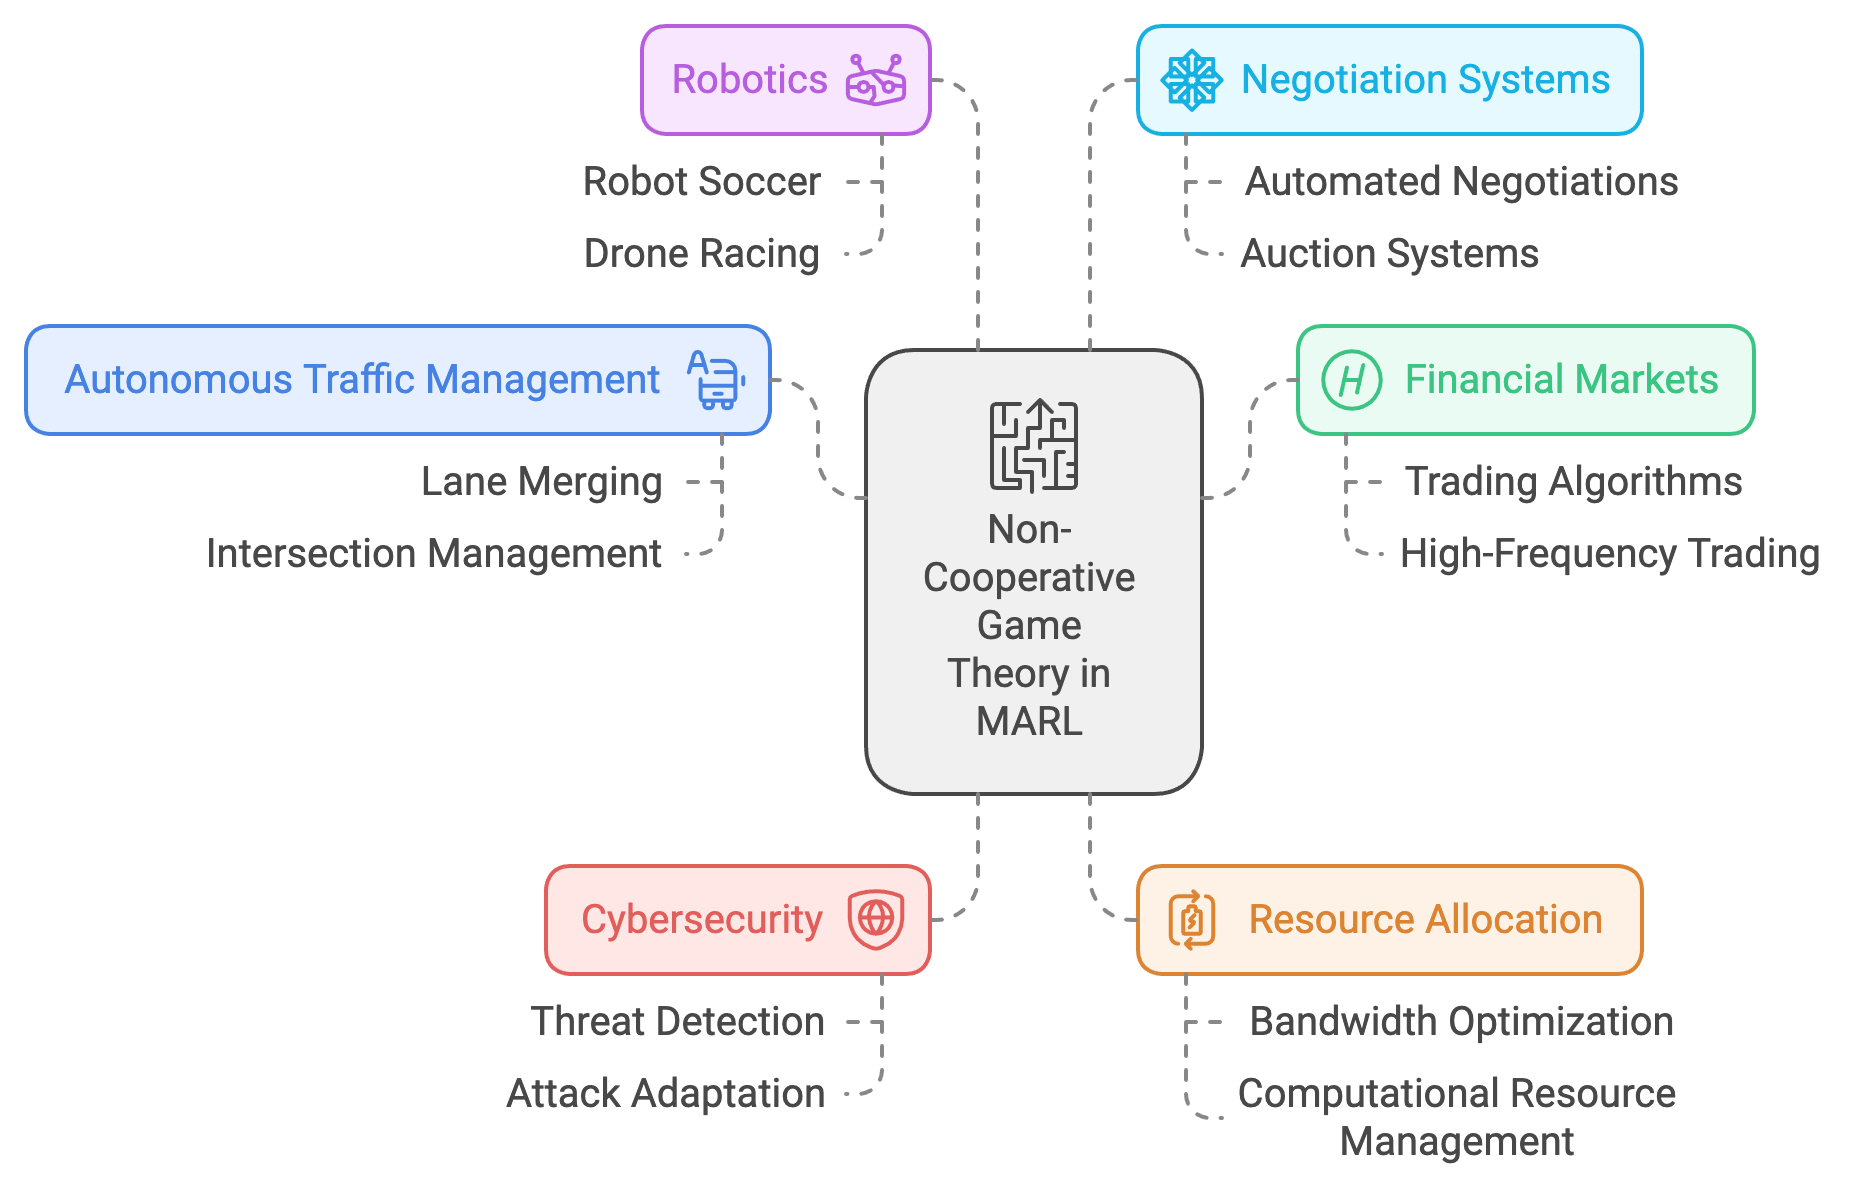 Robotics
Robot Soccer
Drone Racing
Negotiation Systems
Automated Negotiations
Auction Systems
Autonomous Traffic Management
Lane Merging
Intersection Management
Non-
Cooperative
Game
Theory in
MARL
Financial Markets
Trading Algorithms
High-Frequency Trading
Cybersecurity
Threat Detection
Attack Adaptation
Resource Allocation
Bandwidth Optimization
Computational Resource
Management